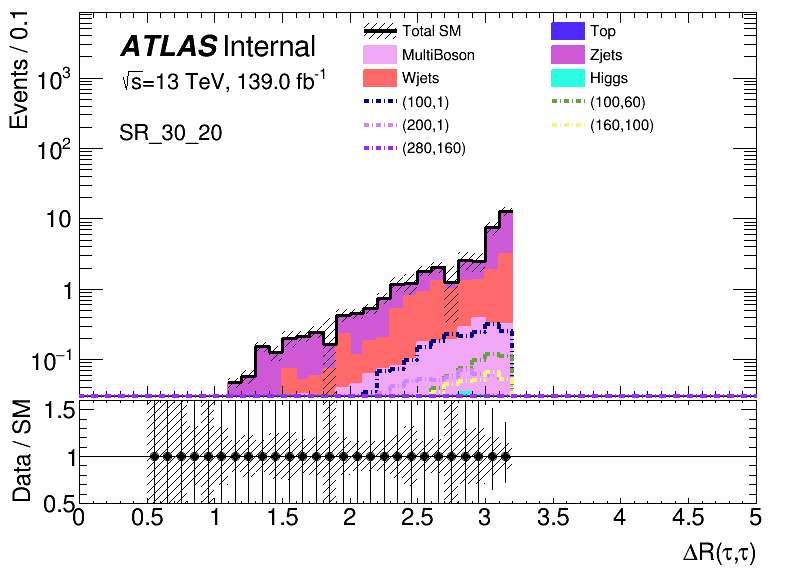 Events / 0.1
10³
10²
10
1
10⁻¹
ATLAS Internal
√s=13 TeV, 139.0 fb⁻¹
SR_30_20
Total SM
Top
MultiBoson
Zjets
Wjets
Higgs
(100,1)
(100,60)
(200,1)
(160,100)
(280,160)
Data / SM
1.5
1
0.5
0 0.5 1 1.5 2 2.5 3 3.5 4 4.5 5
ΔR(τ,τ)